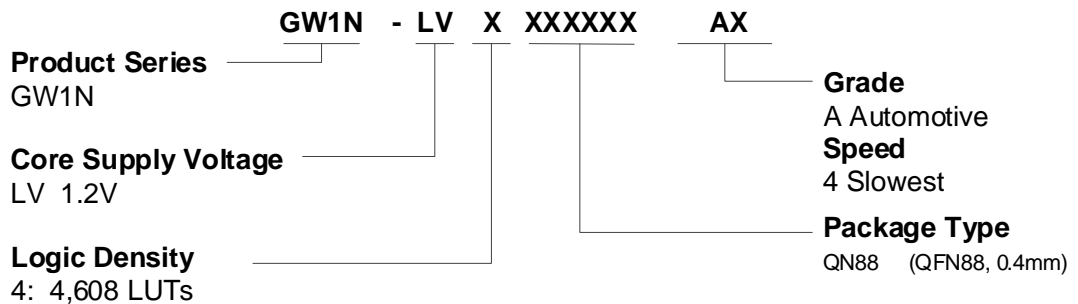 GW1N - LV X XXXXXX AX
Product Series
GW1N
Core Supply Voltage
LV 1.2V
Logic Density
4: 4,608 LUTs
Grade
A Automotive
Speed
4 Slowest
Package Type
QN88 (QFN88, 0.4mm)